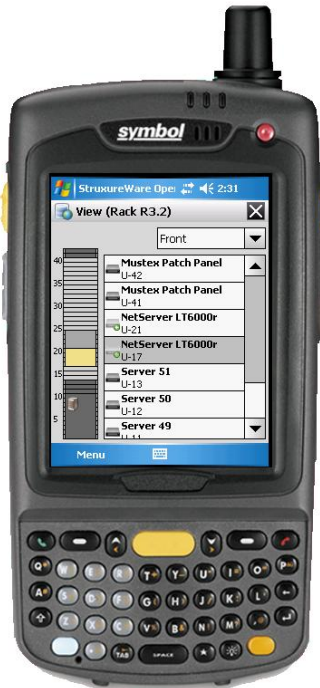 symbol
StruxureWare Ope 2:31
View (Rack R3.2)
Front
Mustex Patch Panel
U-42
Mustex Patch Panel
U-41
NetServer LT6000r
U-21
NetServer LT6000r
U-17
Server 51
U-13
Server 50
U-12
Server 49
U-11
40
35
30
25
20
15
10
5
Menu
Q W E R T Y U I O P
A S D F G H J K L
Z X C V B N M
TAB SPACE